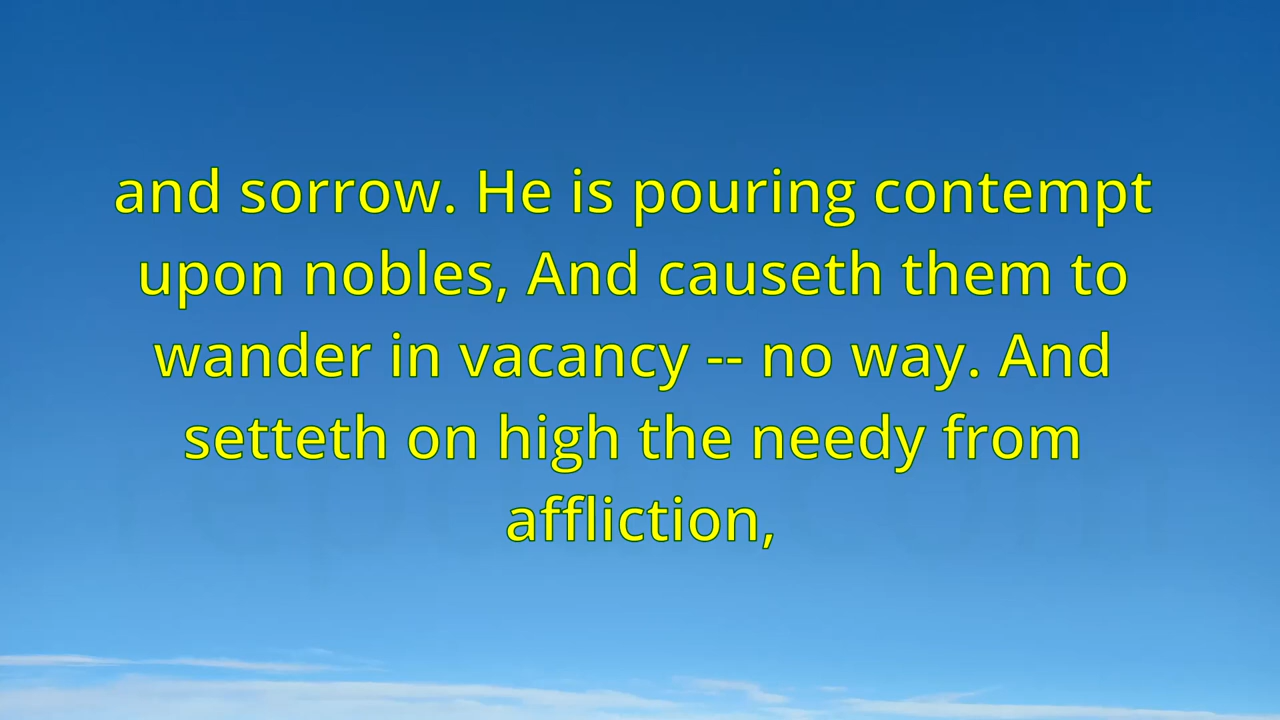 and sorrow. He is pouring contempt
upon nobles, And causeth them to
wander in vacancy -- no way. And
setteth on high the needy from
affliction,